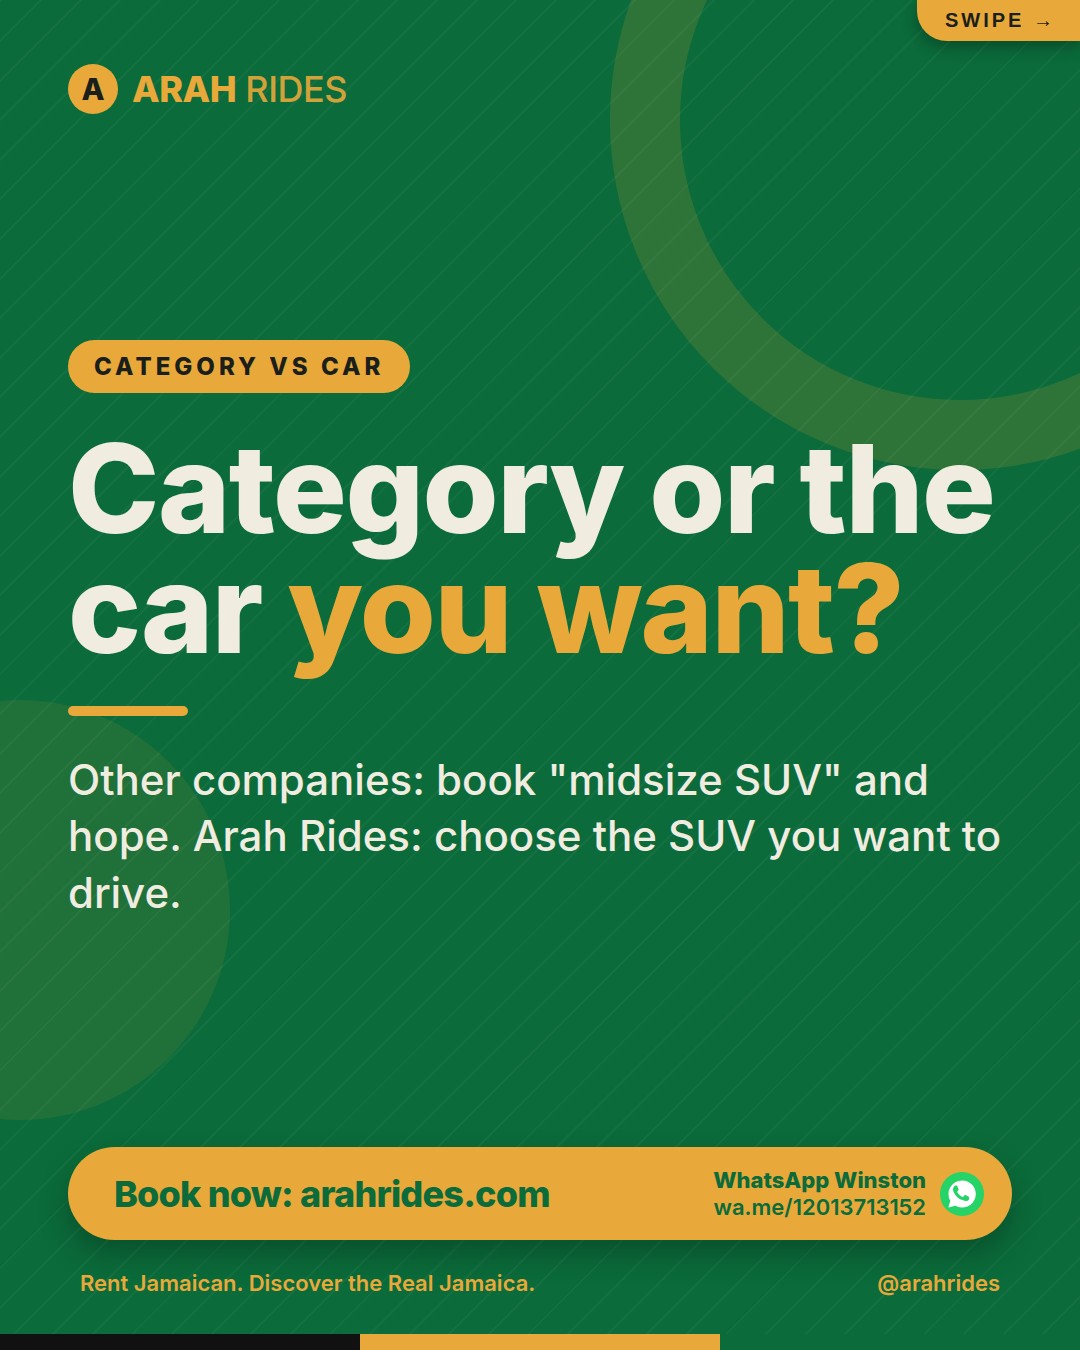 SWIPE →
A ARAH RIDES
CATEGORY VS CAR
Category or the
car you want?
Other companies: book "midsize SUV" and
hope. Arah Rides: choose the SUV you want to
drive.
Book now: arahrides.com
WhatsApp Winston
wa.me/12013713152
Rent Jamaican. Discover the Real Jamaica.
@arahrides